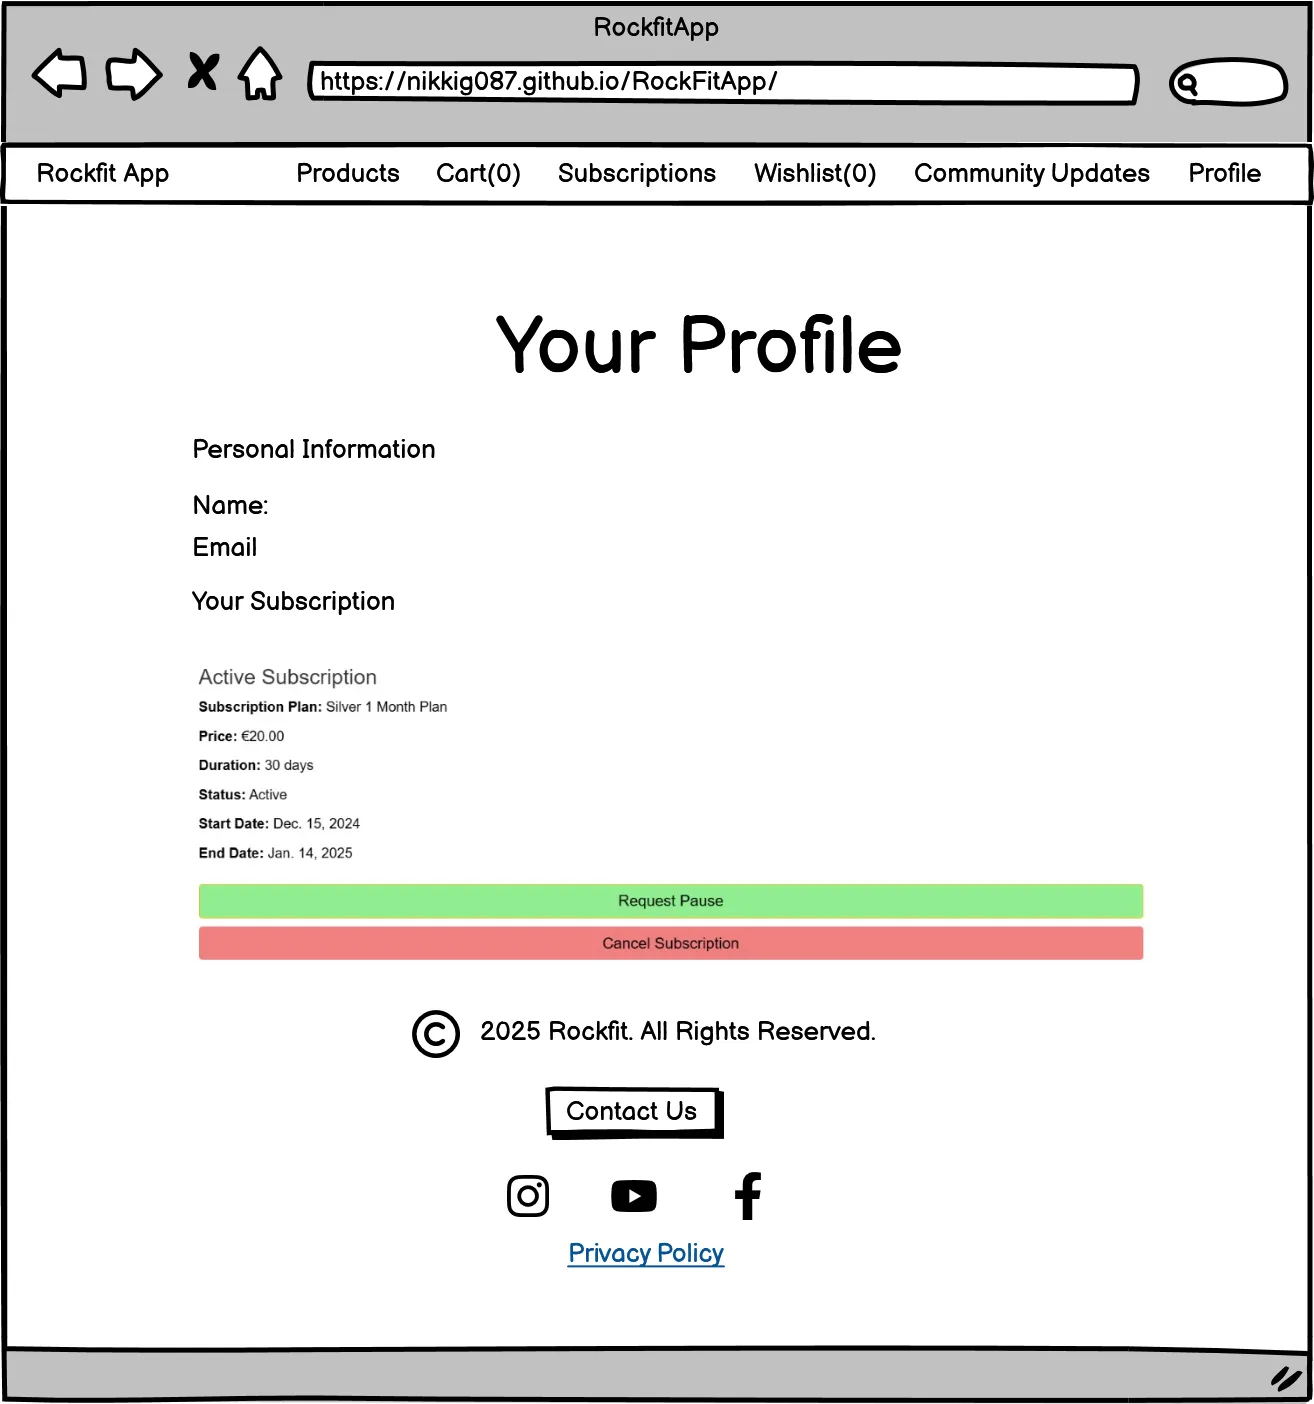 RockfitApp
https://nikkig087.github.io/RockFitApp/
Rockfit App Products Cart(0) Subscriptions Wishlist(0) Community Updates Profile
Your Profile
Personal Information
Name:
Email
Your Subscription
Active Subscription
Subscription Plan: Silver 1 Month Plan
Price: €20.00
Duration: 30 days
Status: Active
Start Date: Dec. 15, 2024
End Date: Jan. 14, 2025
Request Pause
Cancel Subscription
© 2025 Rockfit. All Rights Reserved.
Contact Us
Privacy Policy